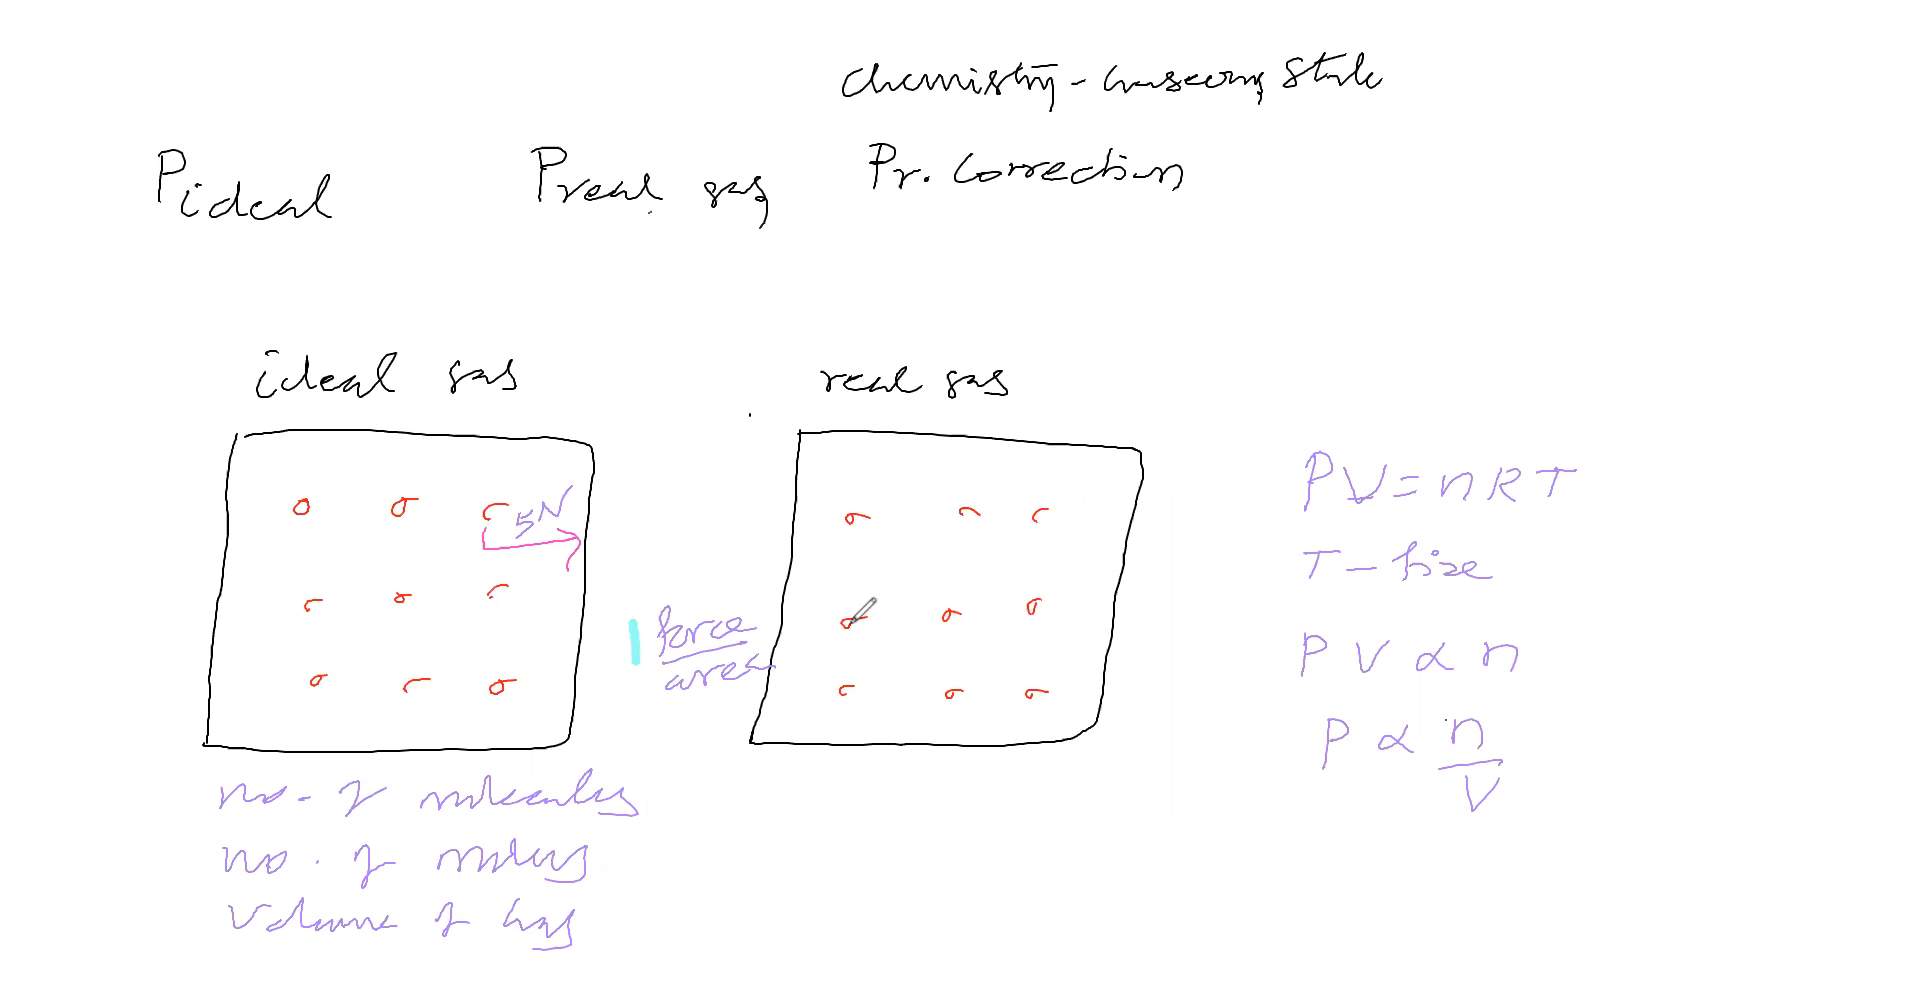 Chemistry - Gaseous State
Pideal Preal gas Pr. Correction
ideal gas real gas
5N
PV = nRT
T - fixe
force
area
PV ∝ n
P ∝ n/V
no. of molecules
no. of moles
Volume of gas